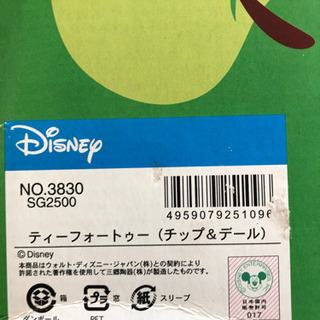 Disney
NO.3830
SG2500
4959079251096
ティーフォートゥー(チップ&デール)
©Disney
本商品はウォルト・ディズニー・ジャパン(株)との契約により
許諾された著作権を使用して三郷陶器(株)が製造したものです。
箱 窓 紙 スリーブ
ダンボール PET
日本国内
頒布許可
017